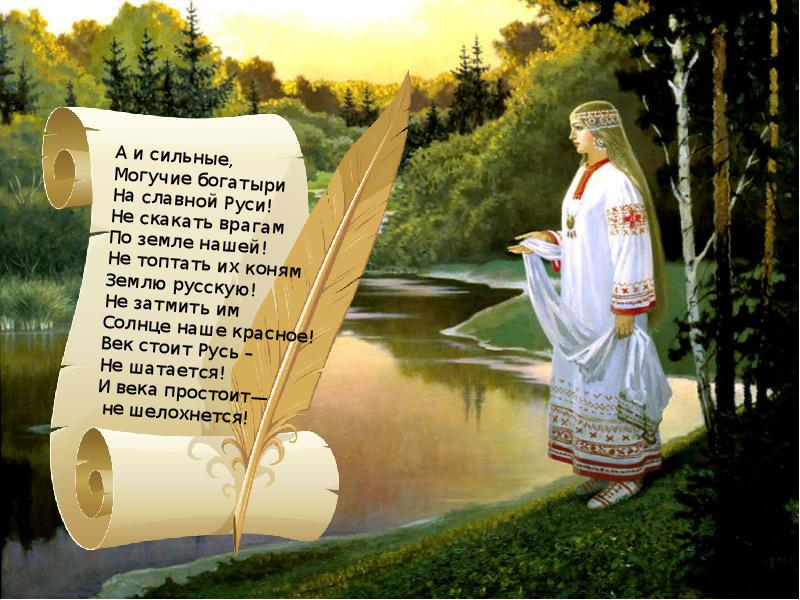 А и сильные,
Могучие богатыри
На славной Руси!
Не скакать врагам
По земле нашей!
Не топтать их коням
Землю русскую!
Не затмить им
Солнце наше красное!
Век стоит Русь –
Не шатается!
И века простоит—
не шелохнется!